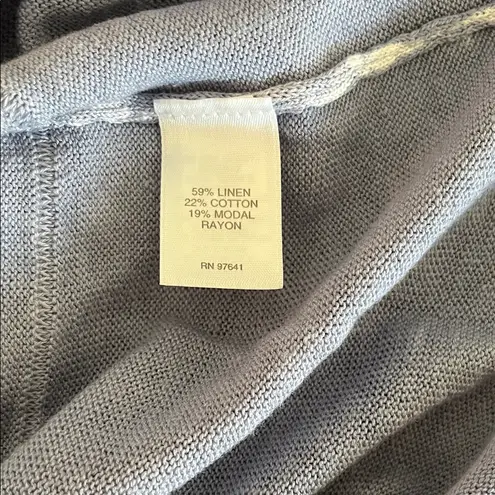 59% LINEN
22% COTTON
19% MODAL
RAYON
RN 97641